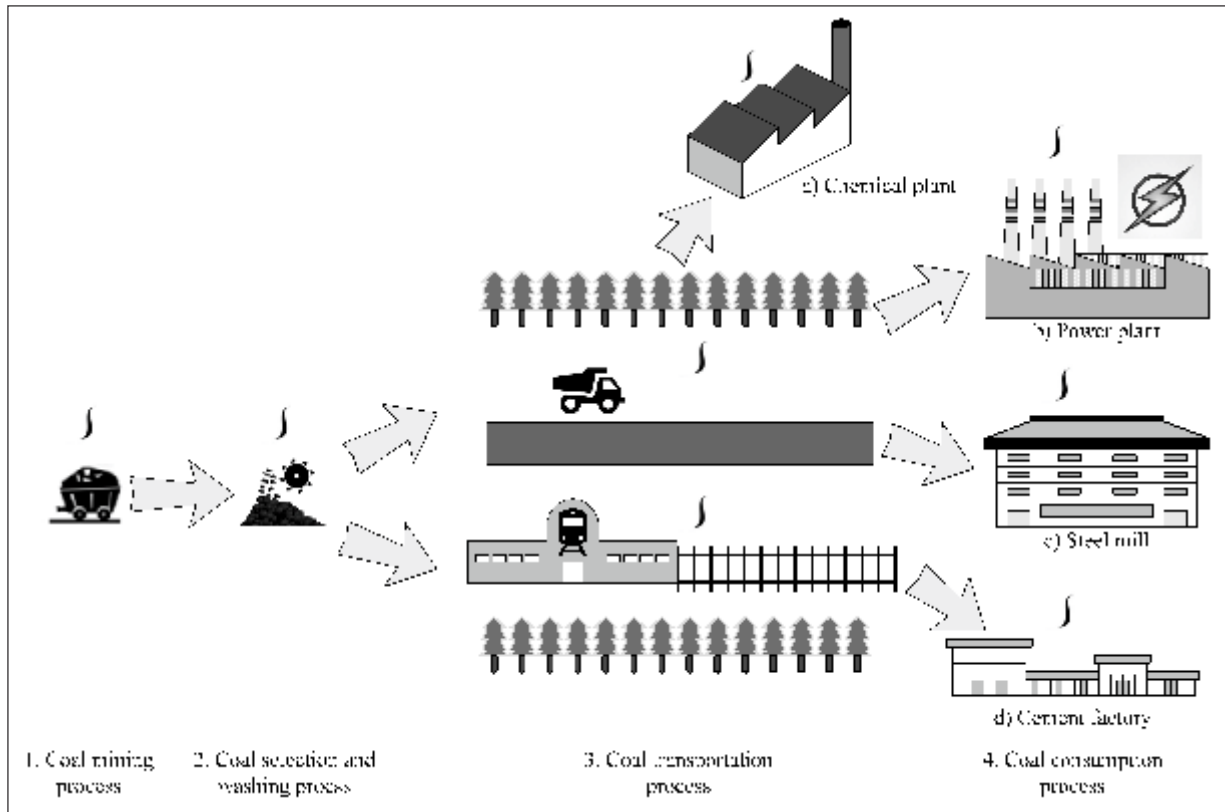 a) Chemical plant
b) Power plant
c) Steel mill
d) Cement factory
1. Coal mining
process
2. Coal selection and
washing process
3. Coal transportation
process
4. Coal consumption
process